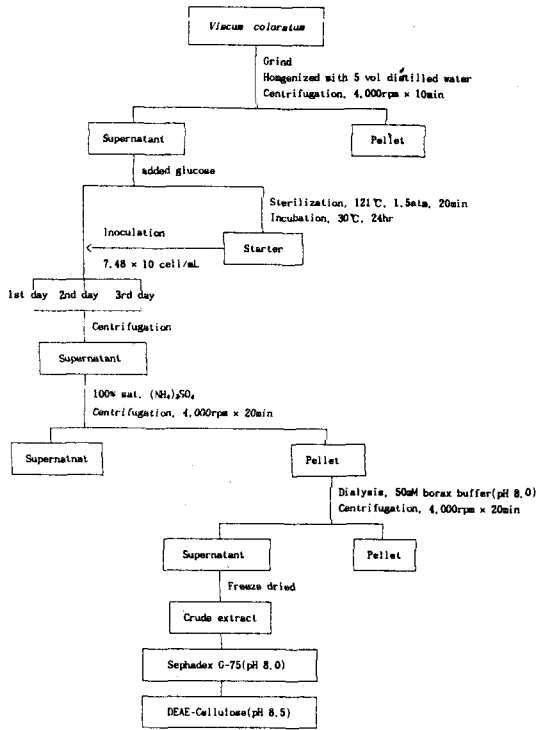 Viscum coloratum
Grind
Homgenized with 5 vol distilled water
Centrifugation, 4,000rpm × 10min
Supernatant
Pellet
added glucose
Sterilization, 121℃, 1.5atm, 20min
Incubation, 30℃, 24hr
Inoculation
Starter
7.48 × 10 cell/mL
1st day 2nd day 3rd day
Centrifugation
Supernatant
100% sat. (NH₄)₂SO₄
Centrifugation, 4,000rpm × 20min
Supernatnat
Pellet
Dialysis, 50mM borax buffer(pH 8.0)
Centrifugation, 4,000rpm × 20min
Supernatant
Pellet
Freeze dried
Crude extract
Sephadex G-75(pH 8.0)
DEAE-Cellulose(pH 8.5)